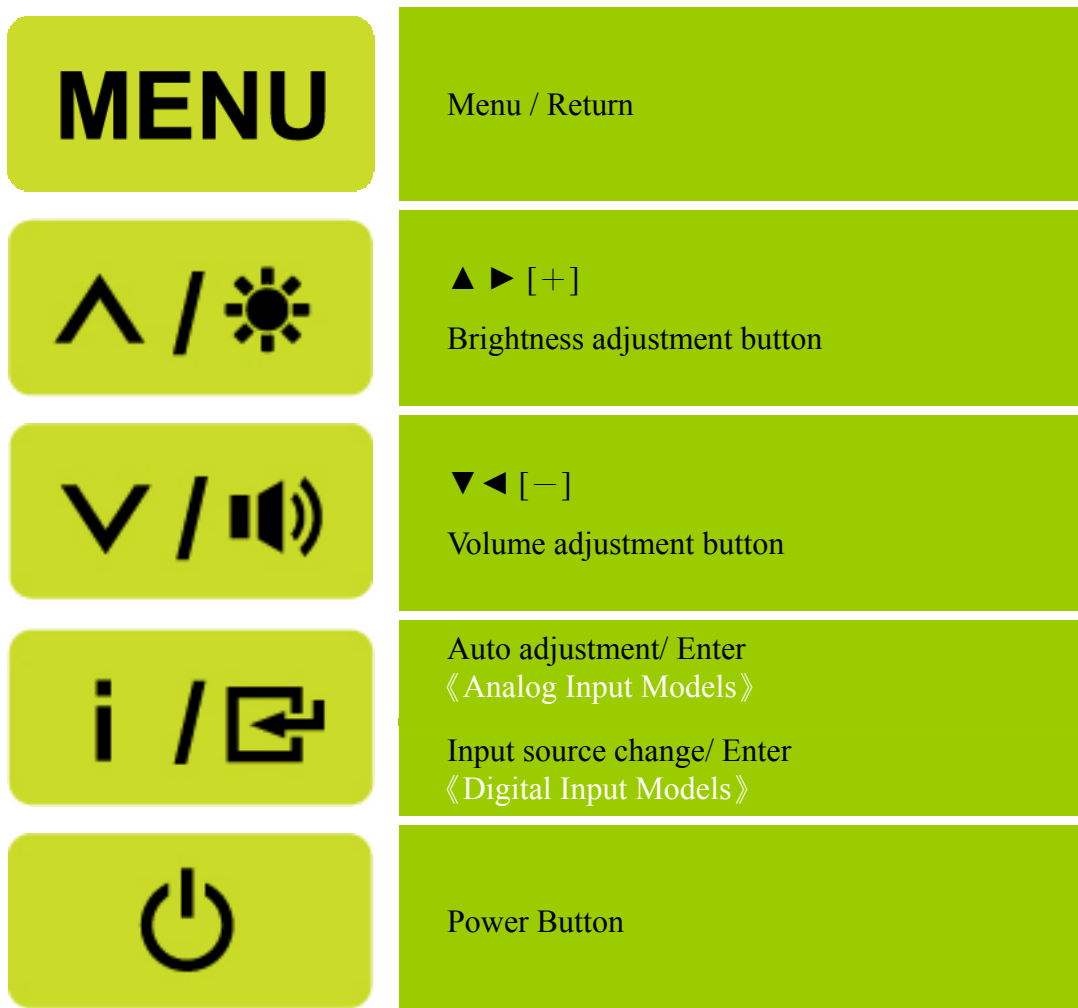 MENU
Menu / Return
∧ /
▲ ► [＋]
Brightness adjustment button
∨ /
▼◄ [－]
Volume adjustment button
i /
Auto adjustment/ Enter
《Analog Input Models》
Input source change/ Enter
《Digital Input Models》
Power Button